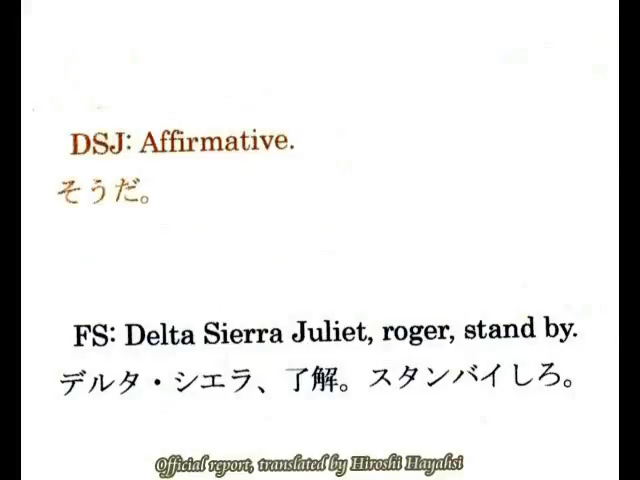 DSJ: Affirmative.
そうだ。
FS: Delta Sierra Juliet, roger, stand by.
デルタ・シエラ、了解。スタンバイしろ。
Official report, translated by Hiroshi Hayahsi